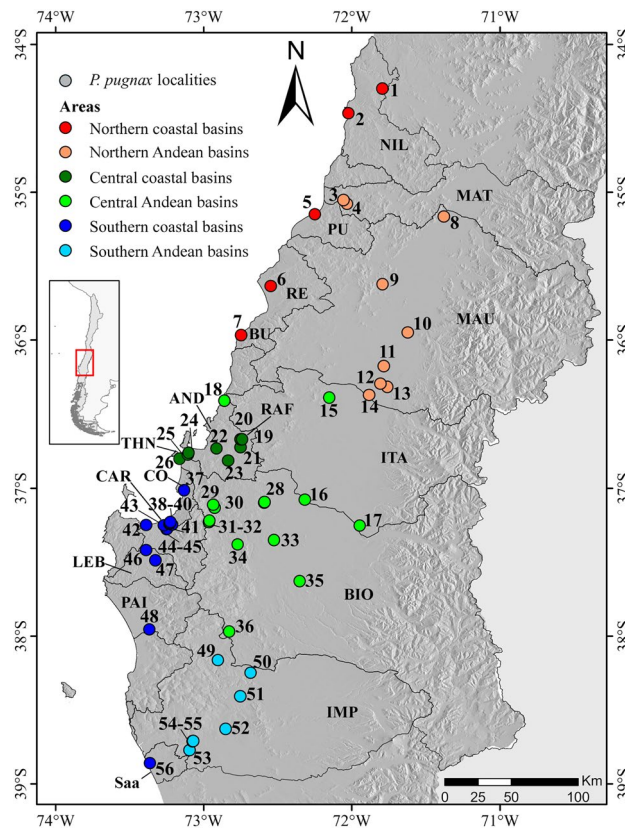 74°W
73°W
72°W
71°W
34°S
34°S
N
P. pugnax localities
Areas
Northern coastal basins
Northern Andean basins
Central coastal basins
Central Andean basins
Southern coastal basins
Southern Andean basins
1
2
NIL
35°S
35°S
3
4
MAT
5
PU
8
6
RE
9
MAU
10
36°S
36°S
7
BU
11
12
13
14
18
15
AND
RAF
24
20
19
25
22
THN
26
21
23
ITA
CAR
CO
37
37°S
37°S
29
30
28
16
17
38-40
43
42
41
31-32
33
44-45
34
46
LEB
47
35
BIO
PAI
48
36
38°S
38°S
49
50
51
54-55
52
IMP
53
56
Saa
39°S
39°S
Km
0 25 50 100
74°W
73°W
72°W
71°W